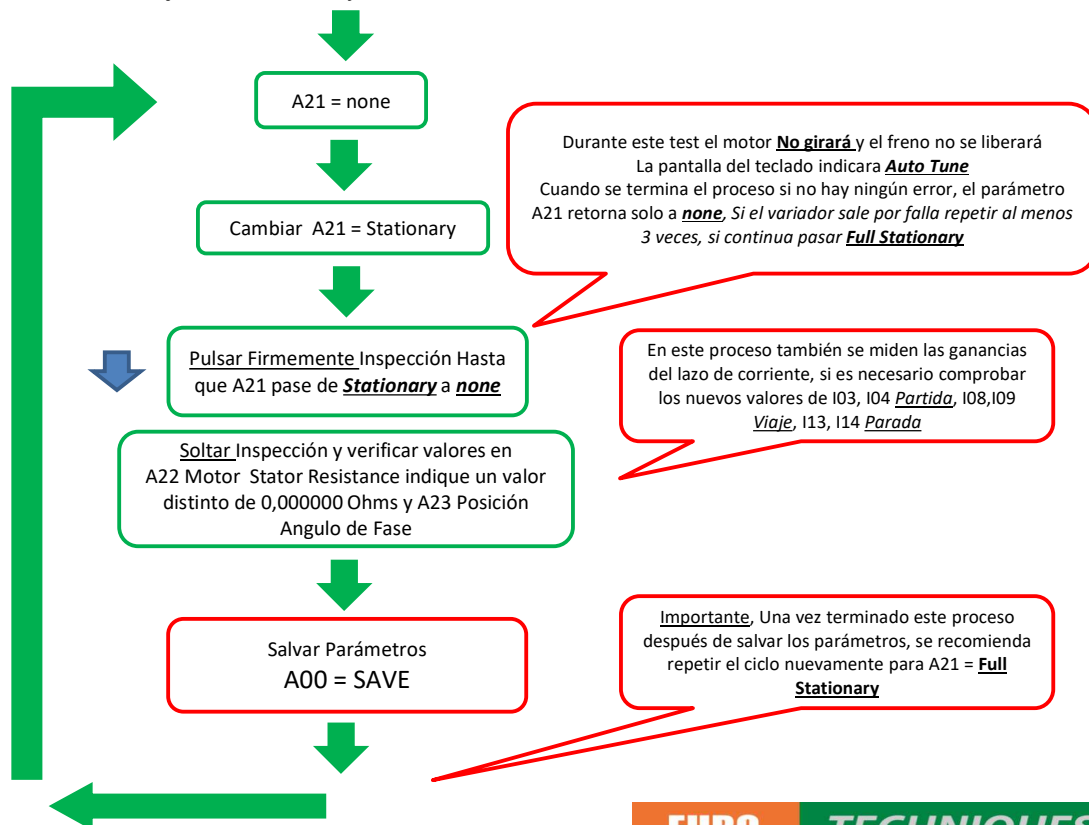 A21 = none
Durante este test el motor No girará y el freno no se liberará
La pantalla del teclado indicara Auto Tune
Cuando se termina el proceso si no hay ningún error, el parámetro
A21 retorna solo a none, Si el variador sale por falla repetir al menos
3 veces, si continua pasar Full Stationary
Cambiar A21 = Stationary
Pulsar Firmemente Inspección Hasta
que A21 pase de Stationary a none
En este proceso también se miden las ganancias
del lazo de corriente, si es necesario comprobar
los nuevos valores de I03, I04 Partida, I08,I09
Viaje, I13, I14 Parada
Soltar Inspección y verificar valores en
A22 Motor Stator Resistance indique un valor
distinto de 0,000000 Ohms y A23 Posición
Angulo de Fase
Salvar Parámetros
A00 = SAVE
Importante, Una vez terminado este proceso
después de salvar los parámetros, se recomienda
repetir el ciclo nuevamente para A21 = Full
Stationary
EURO TECHNIQUES